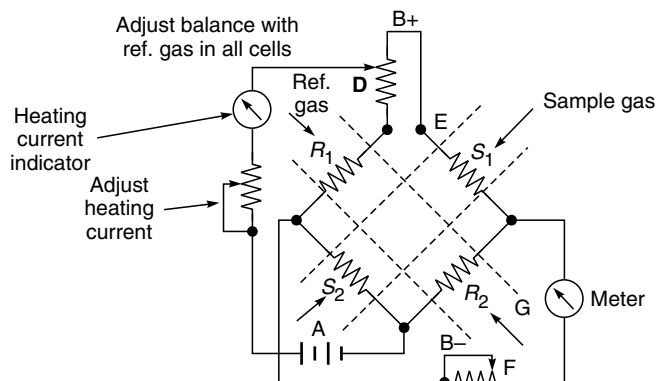 Adjust balance with
ref. gas in all cells
B+
D
Ref.
gas
Heating
current
indicator
E
Sample gas
R1
S1
Adjust
heating
current
S2
R2
G
Meter
A
B–
F